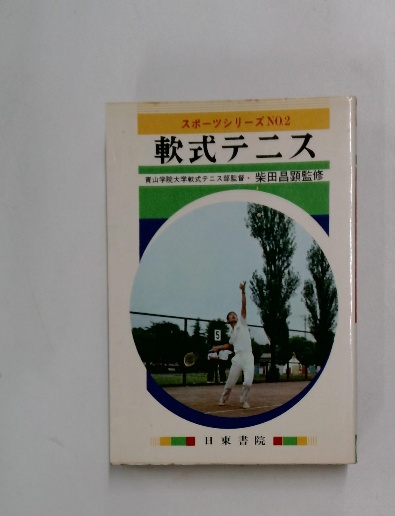 スポーツシリーズNO.2
軟式テニス
青山学院大学軟式テニス部監督・柴田昌顕監修
5
日東書院